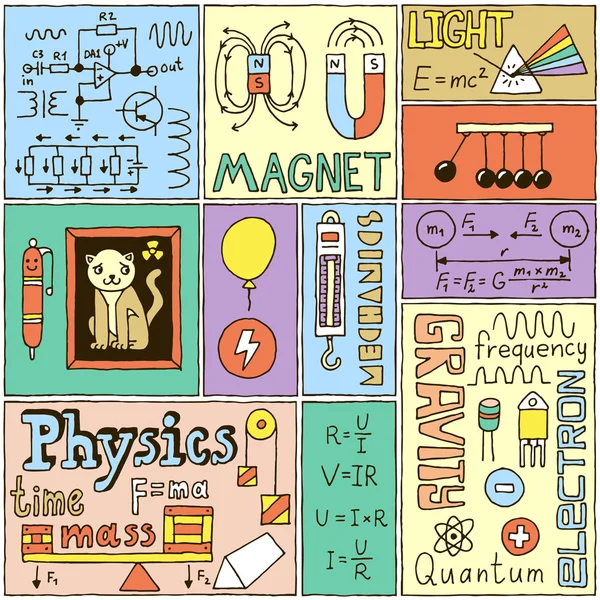 R2
+V
C3 R1 DA1
out
in
N
S
N S
MAGNET
LIGHT
E=mc²
MECHANICS
m₁ F₁ F₂ m₂
r
F₁=F₂=G m₁×m₂/r²
GRAVITY
frequency
ELECTRON
Quantum
Physics
time
F=ma
mass
F₁ F₂
R=U/I
V=IR
U=I×R
I=U/R